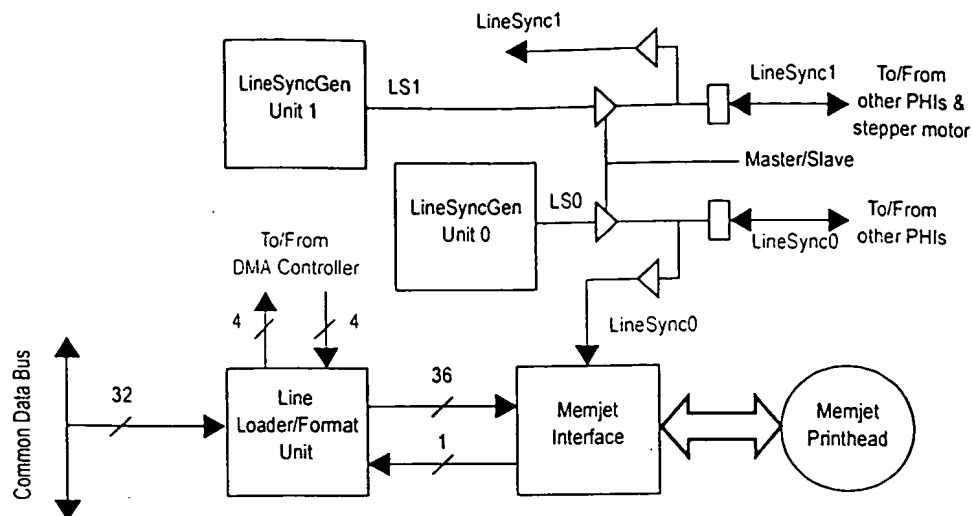 LineSync1
LineSyncGen
Unit 1
LS1
LineSync1
To/From
other PHIs &
stepper motor
Master/Slave
LineSyncGen
Unit 0
LS0
LineSync0
To/From
other PHIs
To/From
DMA Controller
4
4
LineSync0
Common Data Bus
32
Line
Loader/Format
Unit
36
1
Memjet
Interface
Memjet
Printhead